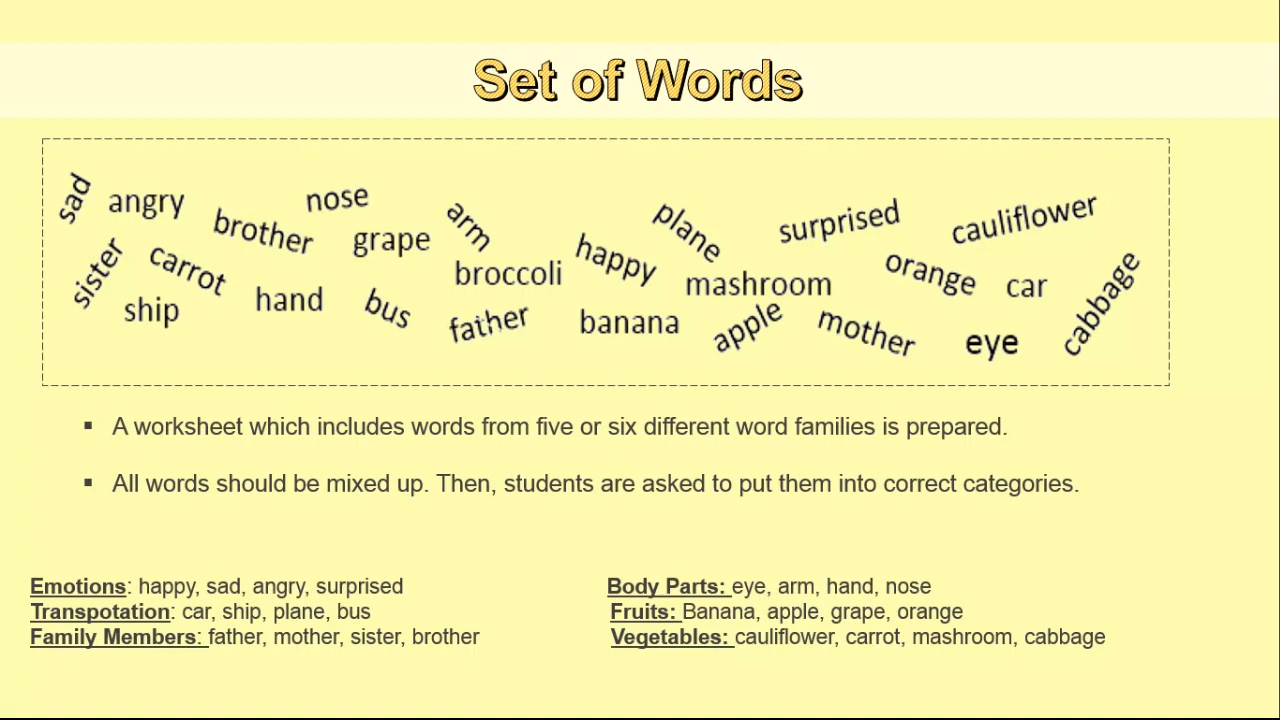 Set of Words
sad angry nose arm plane surprised cauliflower
brother grape happy
sister carrot broccoli mashroom orange car cabbage
ship hand bus father banana apple mother eye
▪ A worksheet which includes words from five or six different word families is prepared.
▪ All words should be mixed up. Then, students are asked to put them into correct categories.
Emotions: happy, sad, angry, surprised
Transpotation: car, ship, plane, bus
Family Members: father, mother, sister, brother
Body Parts: eye, arm, hand, nose
Fruits: Banana, apple, grape, orange
Vegetables: cauliflower, carrot, mashroom, cabbage